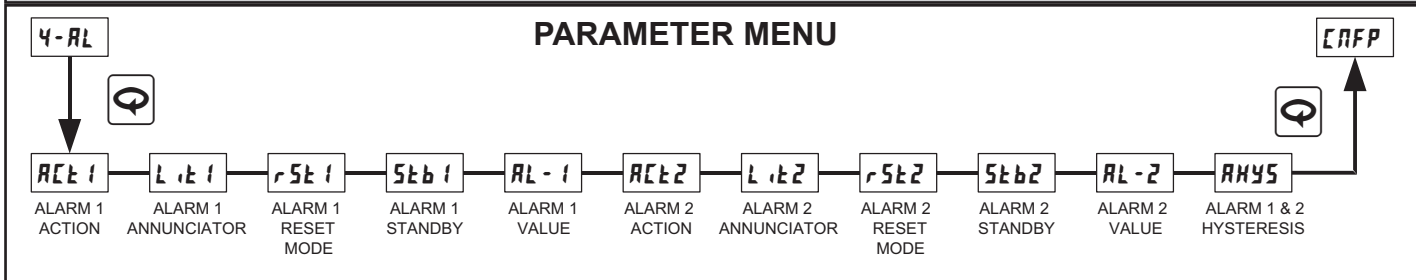 PARAMETER MENU
4-AL
CNFP
ACt1
Lit1
rSt1
Stb1
AL-1
ACt2
Lit2
rSt2
Stb2
AL-2
AHYS
ALARM 1
ACTION
ALARM 1
ANNUNCIATOR
ALARM 1
RESET
MODE
ALARM 1
STANDBY
ALARM 1
VALUE
ALARM 2
ACTION
ALARM 2
ANNUNCIATOR
ALARM 2
RESET
MODE
ALARM 2
STANDBY
ALARM 2
VALUE
ALARM 1 & 2
HYSTERESIS